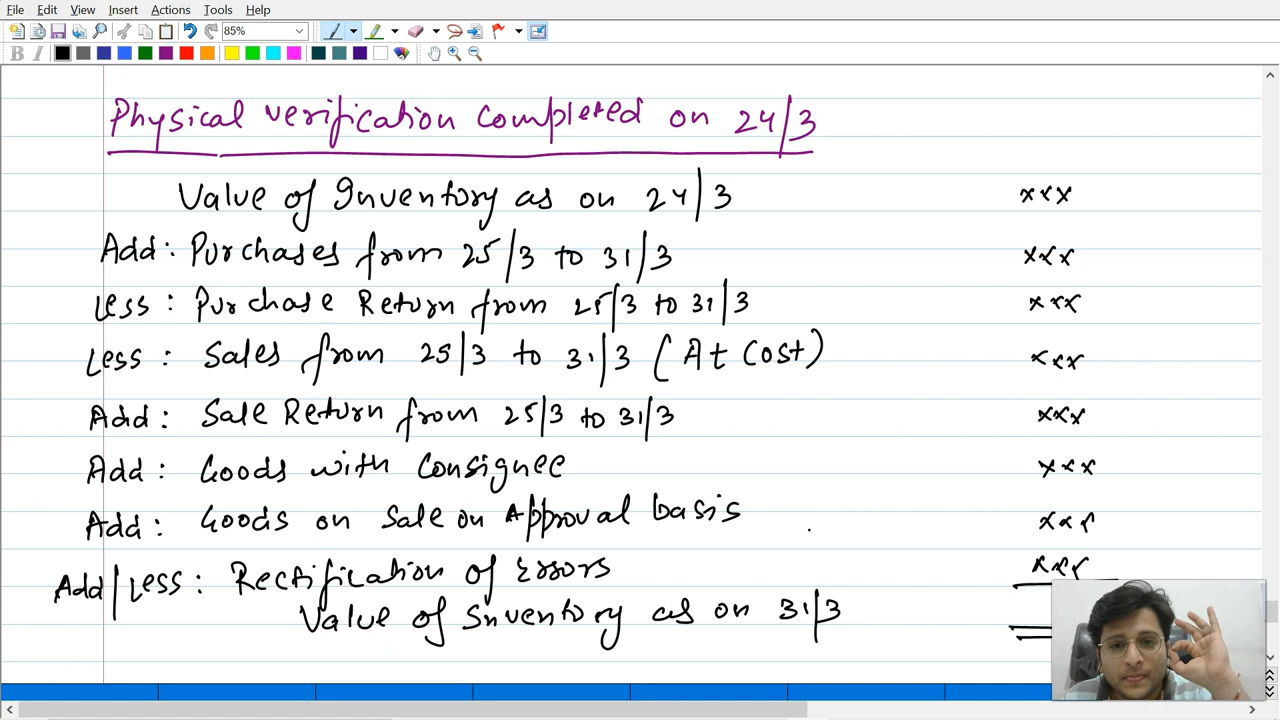 File Edit View Insert Actions Tools Help
85%
B I
Physical verification completed on 24/3
Value of Inventory as on 24/3 xxx
Add: Purchases from 25/3 to 31/3 xxx
Less: Purchase Return from 25/3 to 31/3 xxx
Less: Sales from 25/3 to 31/3 (At Cost) xxx
Add: Sale Return from 25/3 to 31/3 xxx
Add: Goods with Consignee xxx
Add: Goods on Sale on Approval basis xxx
Add/Less: Rectification of Errors xxx
Value of Inventory as on 31/3